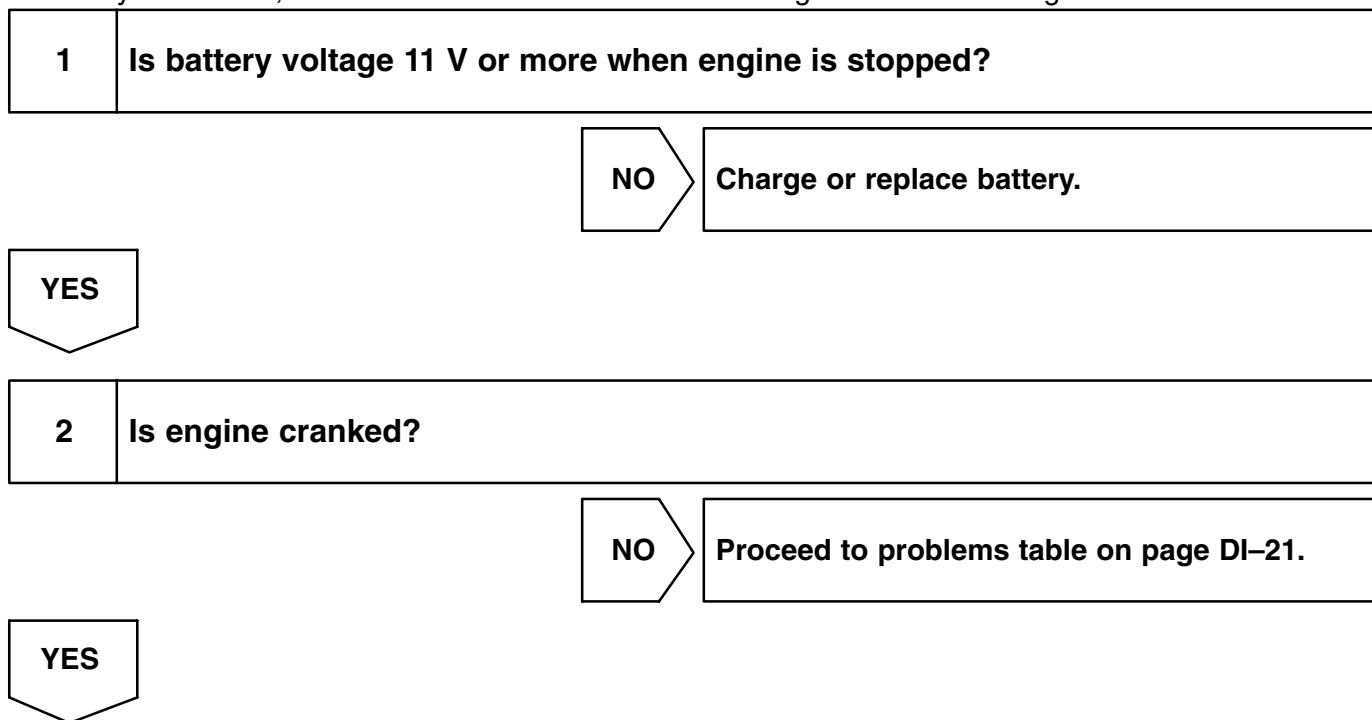 1 Is battery voltage 11 V or more when engine is stopped?
NO Charge or replace battery.
YES
2 Is engine cranked?
NO Proceed to problems table on page DI–21.
YES